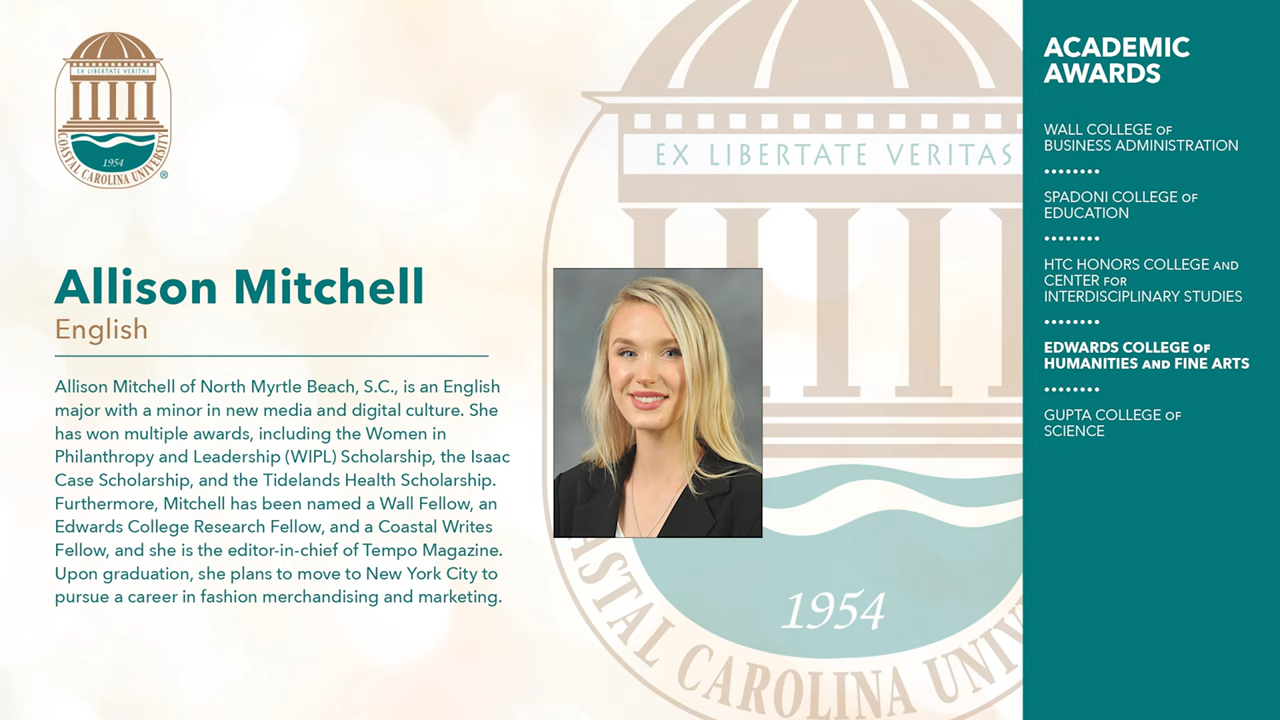 EX LIBERTATE VERITAS
1954
COASTAL CAROLINA UNIVERSITY
®
Allison Mitchell
English
Allison Mitchell of North Myrtle Beach, S.C., is an English
major with a minor in new media and digital culture. She
has won multiple awards, including the Women in
Philanthropy and Leadership (WIPL) Scholarship, the Isaac
Case Scholarship, and the Tidelands Health Scholarship.
Furthermore, Mitchell has been named a Wall Fellow, an
Edwards College Research Fellow, and a Coastal Writes
Fellow, and she is the editor-in-chief of Tempo Magazine.
Upon graduation, she plans to move to New York City to
pursue a career in fashion merchandising and marketing.
EX LIBERTATE VERITAS
1954
ASTAL CAROLINA UNIV
ACADEMIC
AWARDS
WALL COLLEGE OF
BUSINESS ADMINISTRATION
SPADONI COLLEGE OF
EDUCATION
HTC HONORS COLLEGE AND
CENTER FOR
INTERDISCIPLINARY STUDIES
EDWARDS COLLEGE OF
HUMANITIES AND FINE ARTS
GUPTA COLLEGE OF
SCIENCE